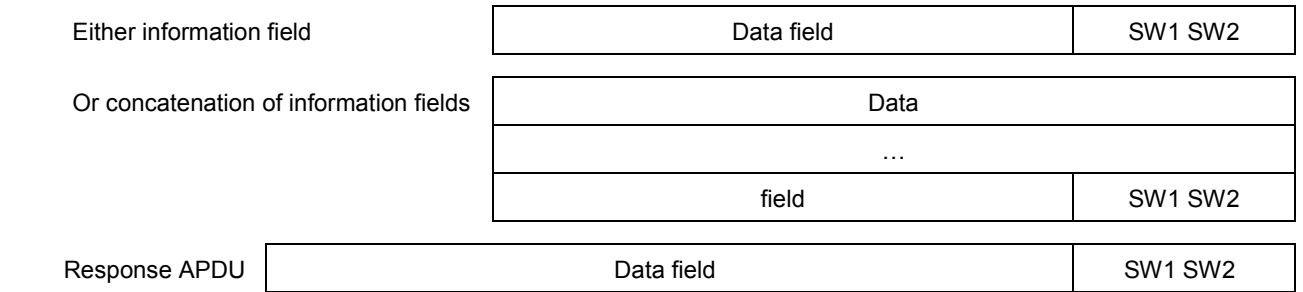 Either information field Data field SW1 SW2
Or concatenation of information fields Data
…
field SW1 SW2
Response APDU Data field SW1 SW2